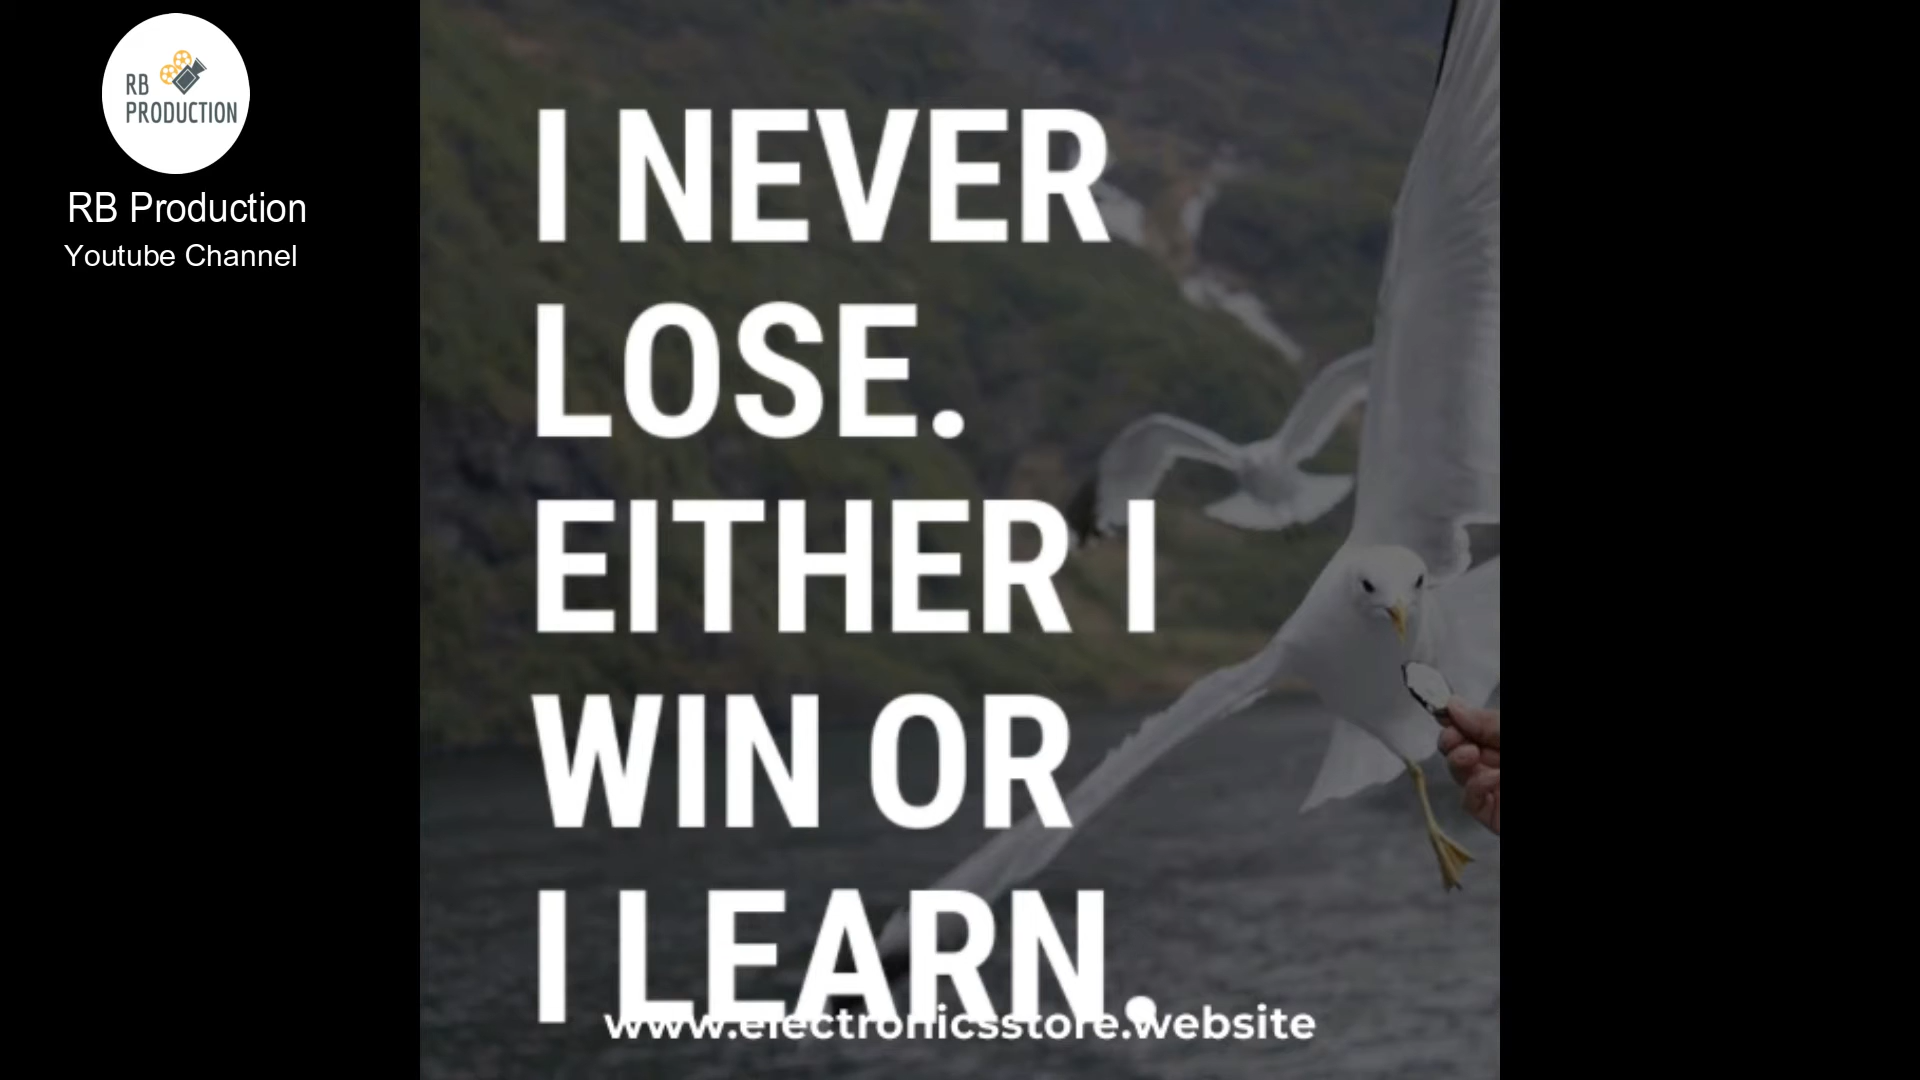 RB
PRODUCTION
RB Production
Youtube Channel
I NEVER
LOSE.
EITHER I
WIN OR
I LEARN.
www.electronicsstore.website